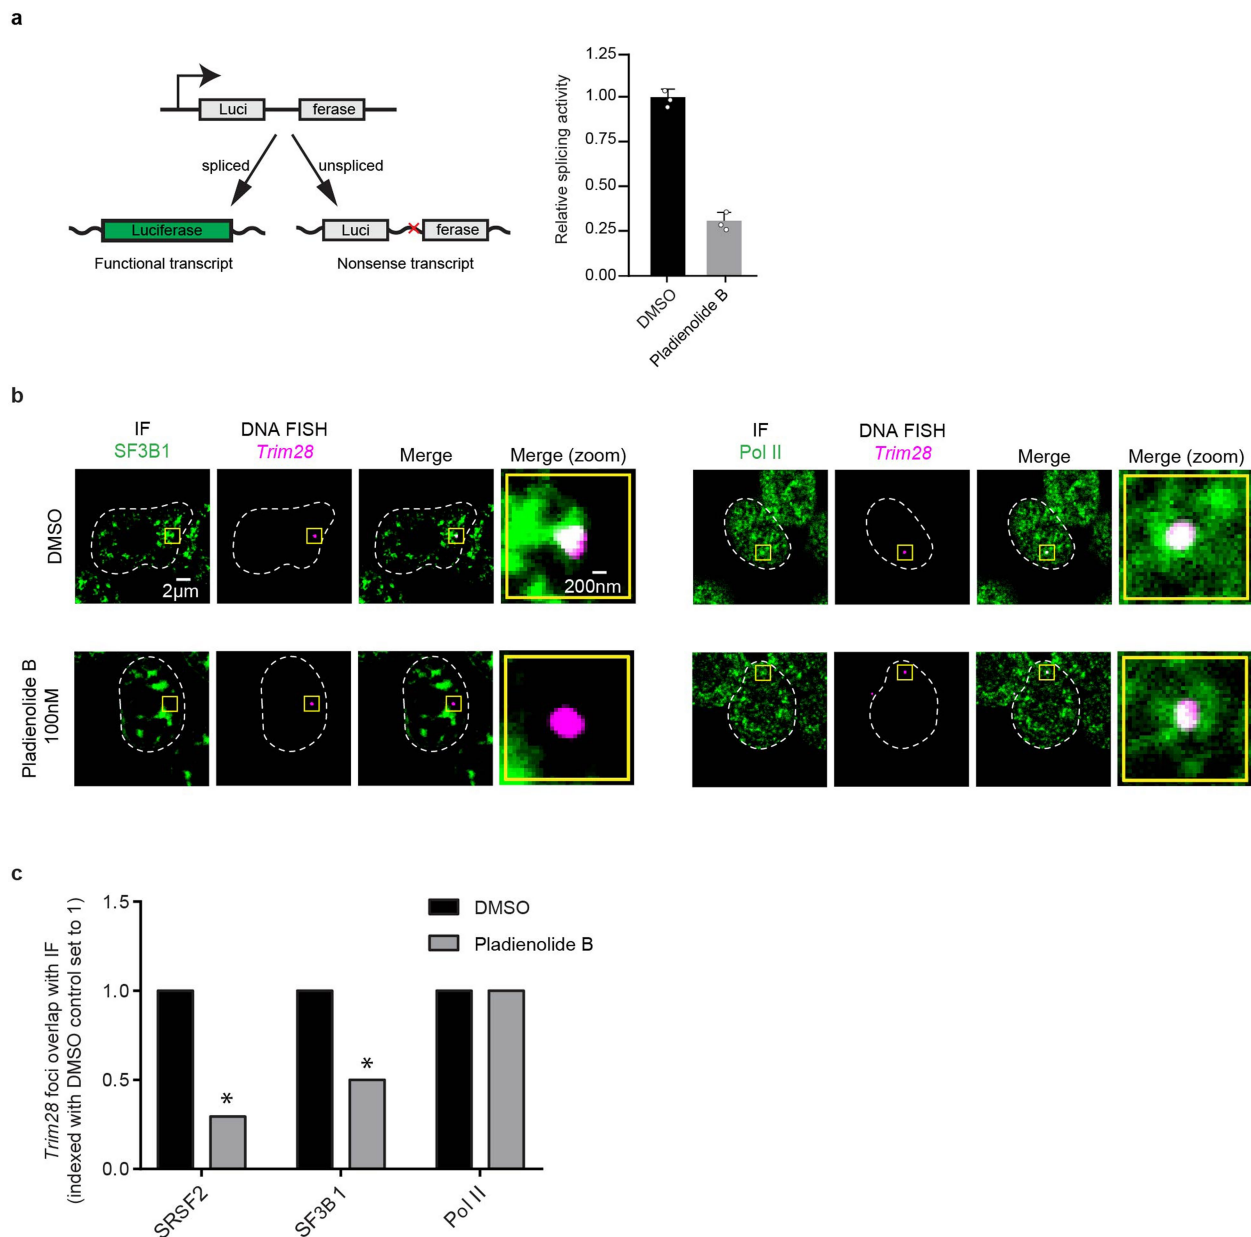 a
Luci
ferase
spliced
unspliced
Luciferase
Luci
ferase
Functional transcript
Nonsense transcript
Relative splicing activity
1.25
1.00
0.75
0.50
0.25
0.00
DMSO
Pladienolide B
b
IF
SF3B1
DNA FISH
Trim28
Merge
Merge (zoom)
IF
Pol II
DNA FISH
Trim28
Merge
Merge (zoom)
DMSO
2µm
200nm
Pladienolide B
100nM
c
Trim28 foci overlap with IF
(indexed with DMSO control set to 1)
1.5
1.0
0.5
0.0
DMSO
Pladienolide B
*
*
SRSF2
SF3B1
Pol II